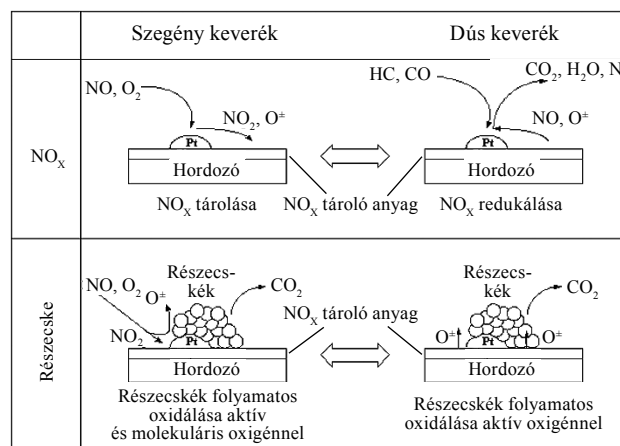 Szegény keverék
Dús keverék
NOₓ
NO, O₂
NO₂, O±
Pt
Hordozó
NOₓ tárolása
NOₓ tároló anyag
HC, CO
CO₂, H₂O, N
NO, O±
Pt
Hordozó
NOₓ redukálása
Részecske
NO, O₂
O±
NO₂
Részecs-
kék
CO₂
Pt
Hordozó
Részecskék folyamatos
oxidálása aktív
és molekuláris oxigénnel
NOₓ tároló anyag
Részecs-
kék
CO₂
O±
Pt
O±
Hordozó
Részecskék folyamatos
oxidálása aktív oxigénnel